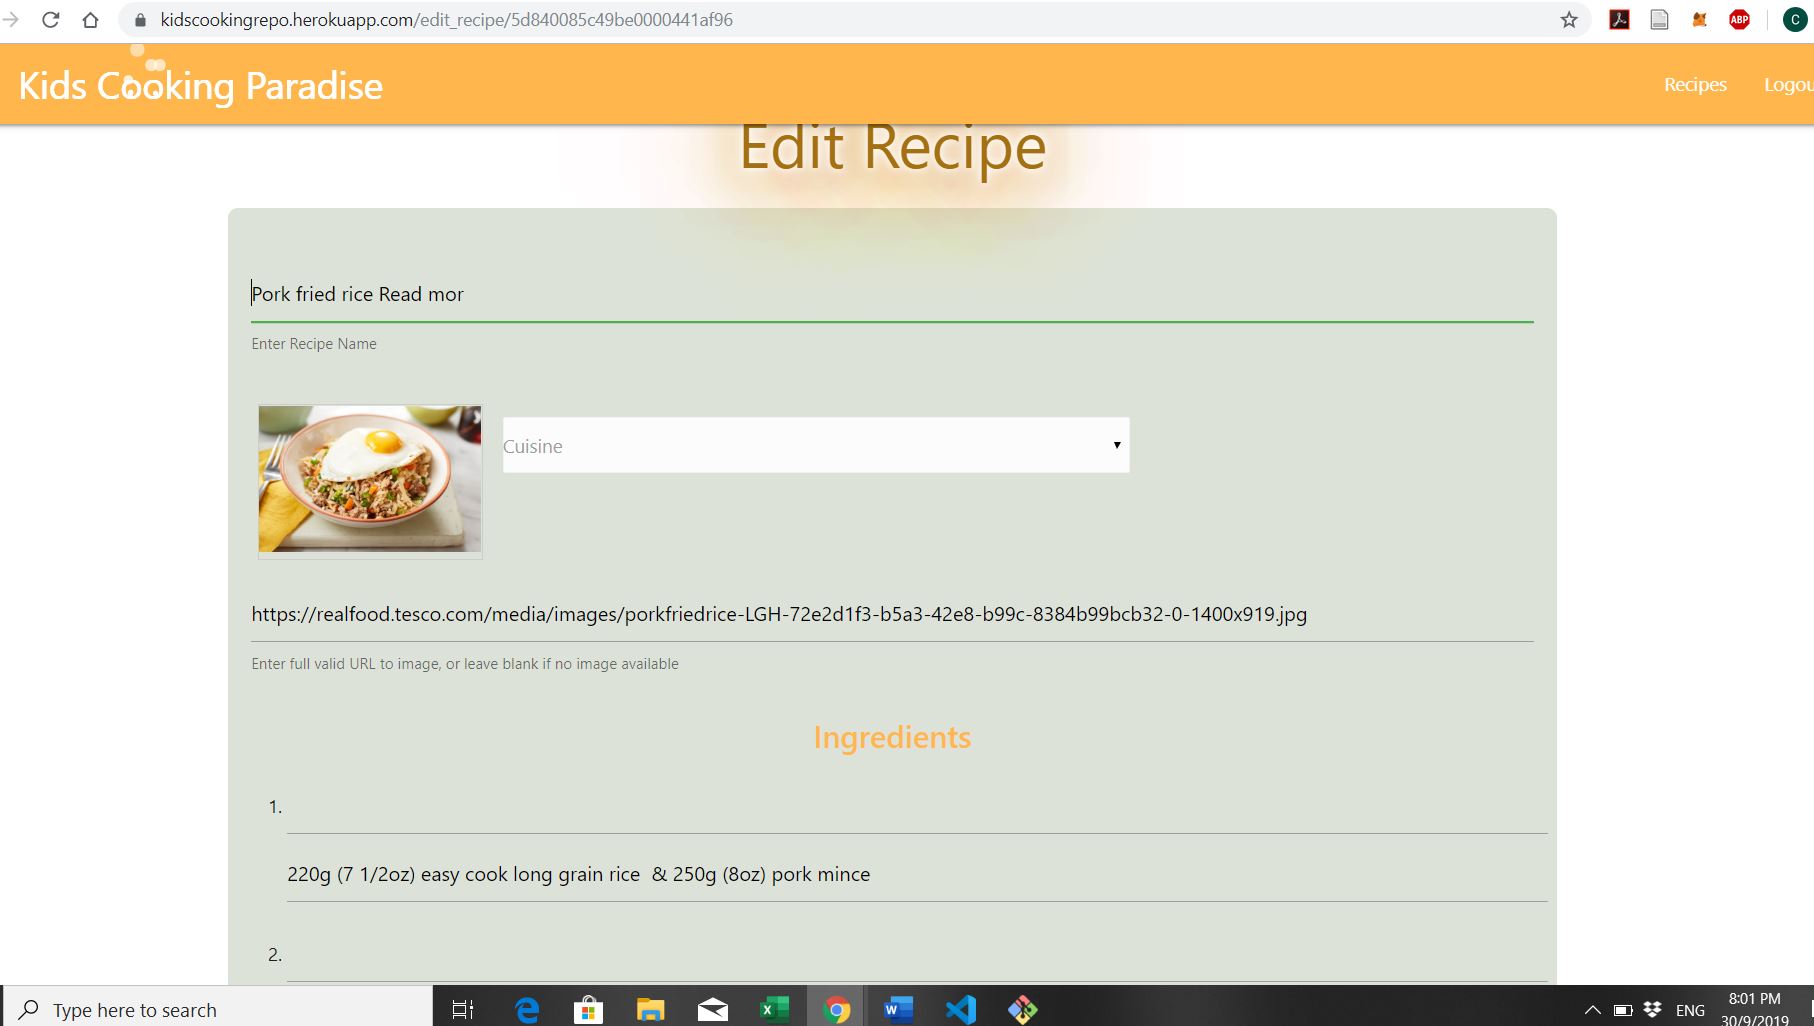 kidscookingrepo.herokuapp.com/edit_recipe/5d840085c49be0000441af96
ABP
C
Kids Cooking Paradise
Recipes
Logou
Edit Recipe
Pork fried rice Read mor
Enter Recipe Name
Cuisine
https://realfood.tesco.com/media/images/porkfriedrice-LGH-72e2d1f3-b5a3-42e8-b99c-8384b99bcb32-0-1400x919.jpg
Enter full valid URL to image, or leave blank if no image available
Ingredients
1.
220g (7 1/2oz) easy cook long grain rice  & 250g (8oz) pork mince
2.
Type here to search
ENG
8:01 PM
30/9/2019